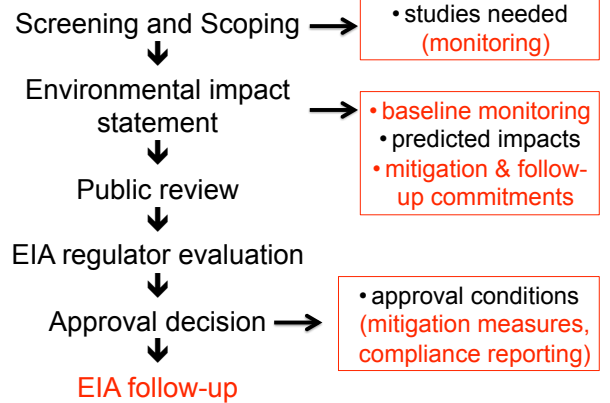 Screening and Scoping
• studies needed
(monitoring)
Environmental impact
statement
• baseline monitoring
• predicted impacts
• mitigation & follow-
up commitments
Public review
EIA regulator evaluation
Approval decision
• approval conditions
(mitigation measures,
compliance reporting)
EIA follow-up